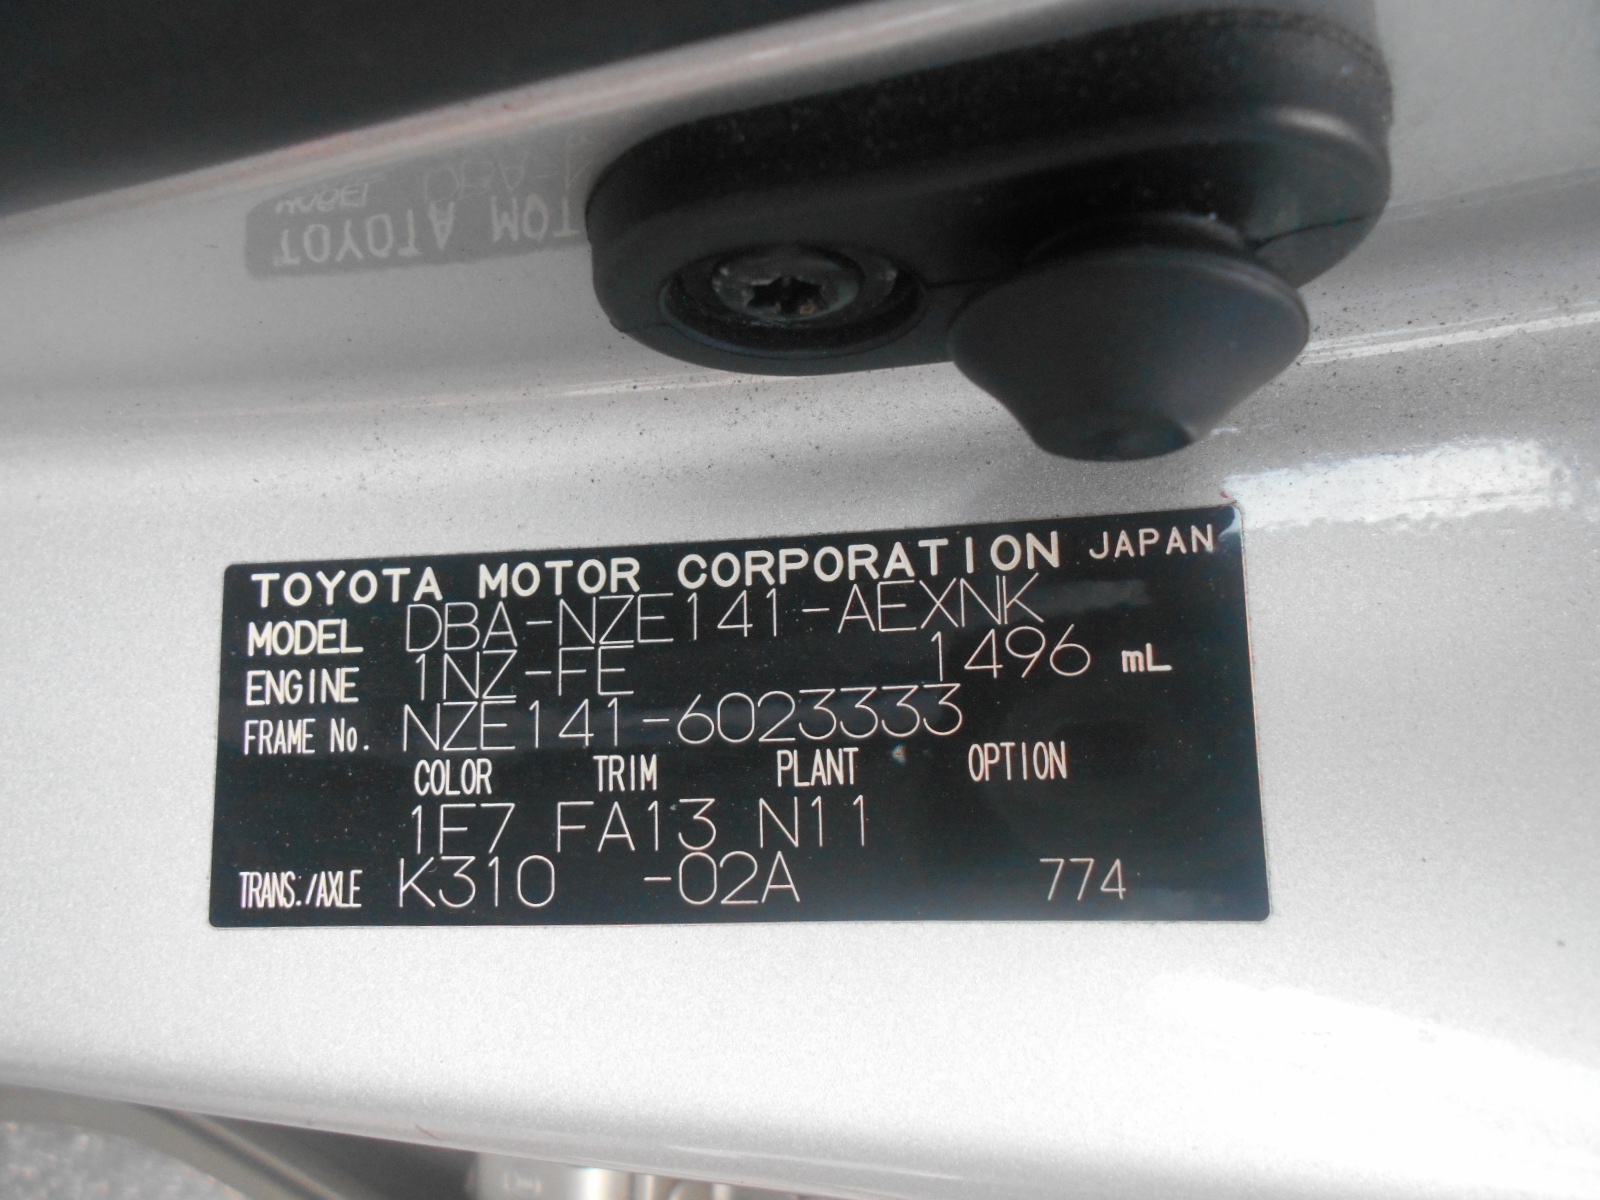 TOYOTA MOTOR CORPORATION JAPAN
MODEL DBA-NZE141-AEXNK
ENGINE 1NZ-FE 1496 mL
FRAME No. NZE141-6023333
COLOR TRIM PLANT OPTION
1F7 FA13 N11
TRANS./AXLE K310 -02A 774